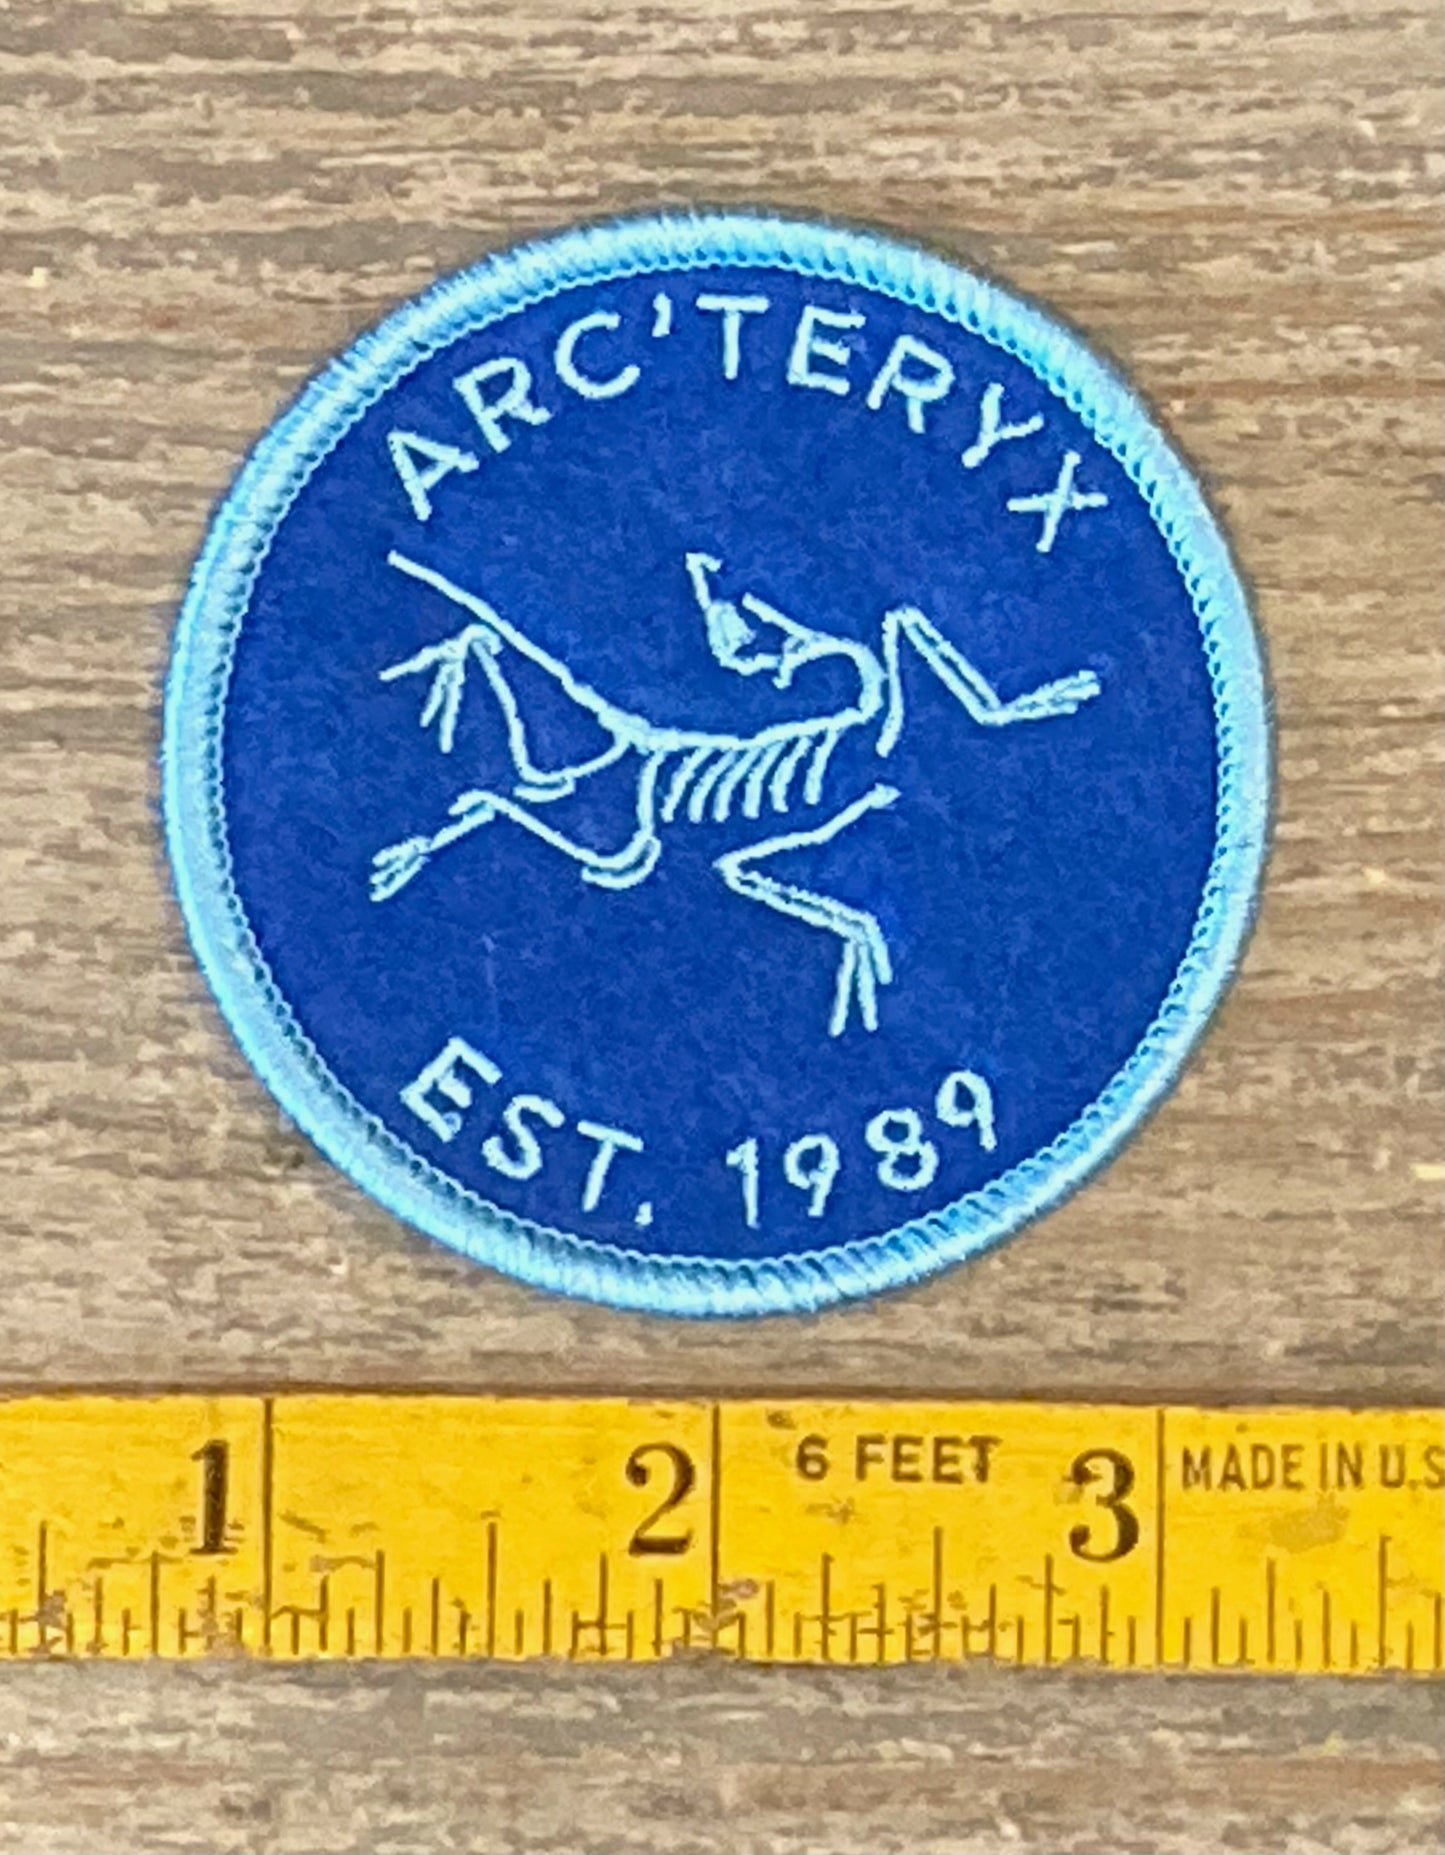 ARC'TERYX
EST. 1989
1 2 6 FEET 3 MADE IN U.S